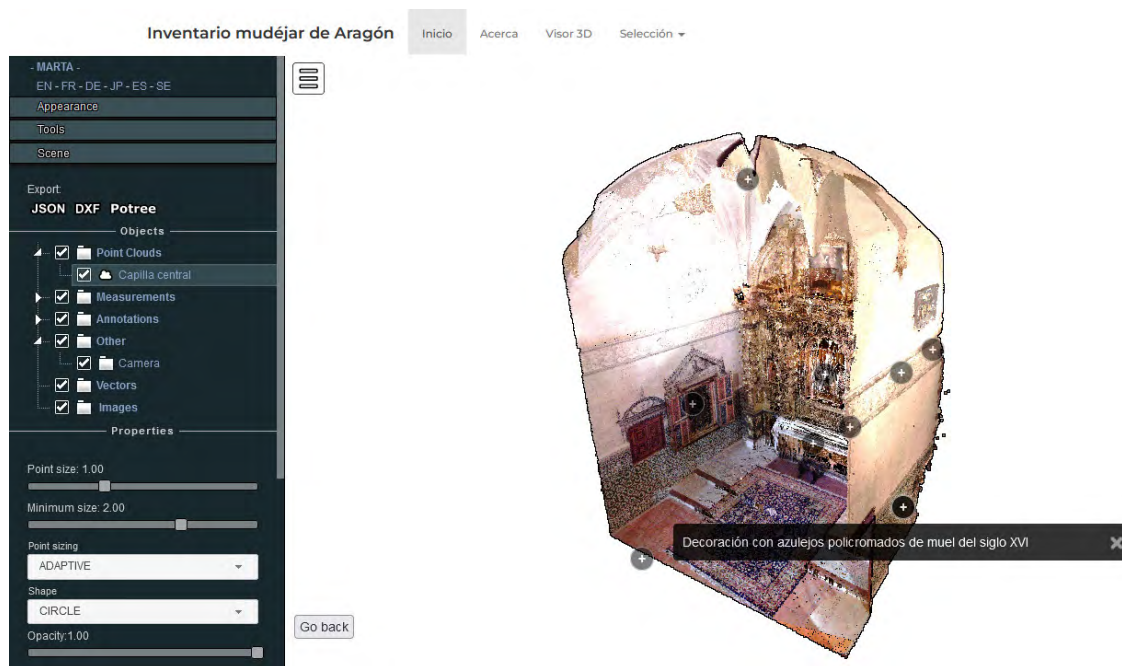 Inventario mudéjar de Aragón Inicio Acerca Visor 3D Selección
- MARTA -
EN - FR - DE - JP - ES - SE
Appearance
Tools
Scene
Export:
JSON DXF Potree
Objects
Point Clouds
Capilla central
Measurements
Annotations
Other
Camera
Vectors
Images
Properties
Point size: 1.00
Minimum size: 2.00
Point sizing
ADAPTIVE
Shape
CIRCLE
Opacity:1.00
Go back
Decoración con azulejos policromados de muel del siglo XVI